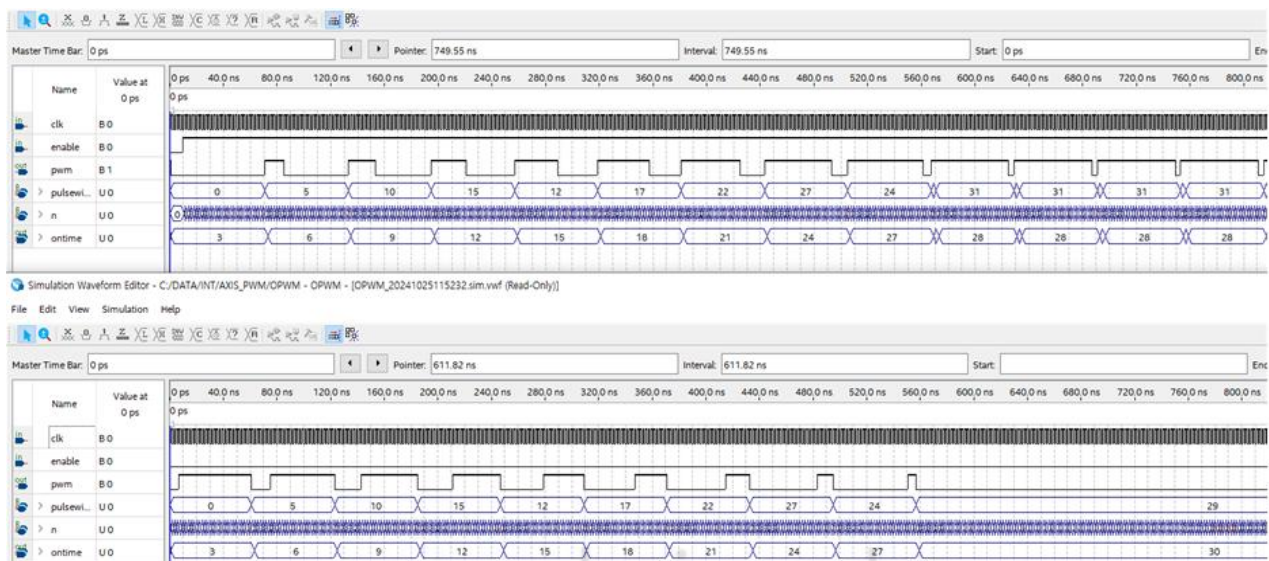 Master Time Bar: 0 ps Pointer: 749.55 ns Interval: 749.55 ns Start: 0 ps En
Name Value at 0 ps
0 ps 40.0 ns 80.0 ns 120.0 ns 160.0 ns 200.0 ns 240.0 ns 280.0 ns 320.0 ns 360.0 ns 400.0 ns 440.0 ns 480.0 ns 520.0 ns 560.0 ns 600.0 ns 640.0 ns 680.0 ns 720.0 ns 760.0 ns 800.0 ns
0 ps
clk B 0
enable B 0
pwm B 1
pulsewi... U 0 0 5 10 15 12 17 22 27 24 31 31 31 31
n U 0 0
ontime U 0 3 6 9 12 15 18 21 24 27 28 28 28 28
Simulation Waveform Editor - C:/DATA/INT/AXIS_PWM/OPWM - OPWM - [OPWM_20241025115232.sim.vwf (Read-Only)]
File Edit View Simulation Help
Master Time Bar: 0 ps Pointer: 611.82 ns Interval: 611.82 ns Start: Enc
Name Value at 0 ps
0 ps 40.0 ns 80.0 ns 120.0 ns 160.0 ns 200.0 ns 240.0 ns 280.0 ns 320.0 ns 360.0 ns 400.0 ns 440.0 ns 480.0 ns 520.0 ns 560.0 ns 600.0 ns 640.0 ns 680.0 ns 720.0 ns 760.0 ns 800.0 ns
0 ps
clk B 0
enable B 0
pwm B 0
pulsewi... U 0 0 5 10 15 12 17 22 27 24 29
n U 0
ontime U 0 3 6 9 12 15 18 21 24 27 30